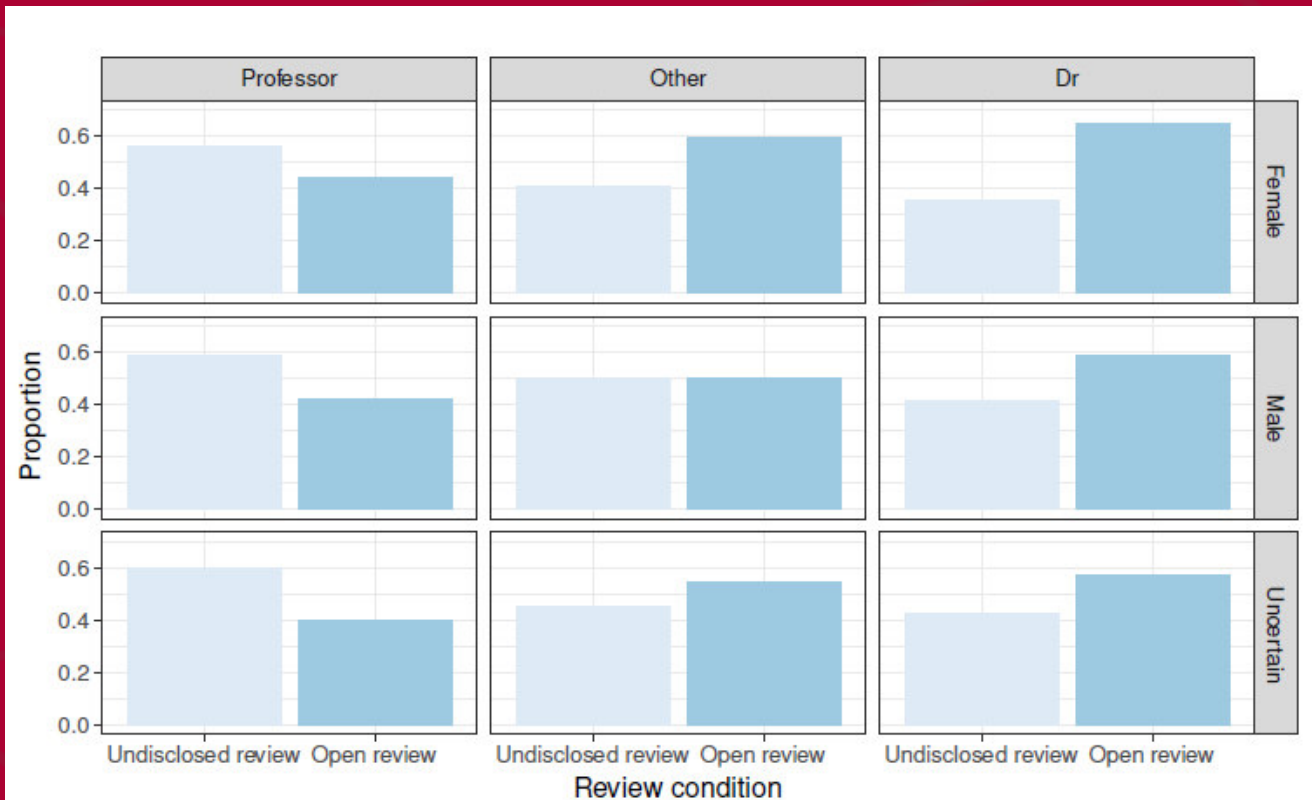 Professor
Other
Dr
0.6
0.4
0.2
0.0
Female
0.6
0.4
0.2
0.0
Male
0.6
0.4
0.2
0.0
Uncertain
Proportion
Undisclosed review Open review
Undisclosed review Open review
Undisclosed review Open review
Review condition